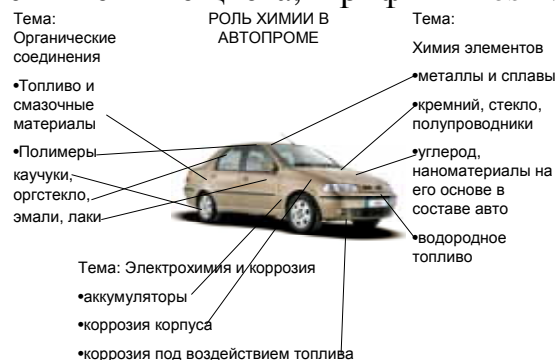 Тема:
Органические
соединения
•Топливо и
смазочные
материалы
•Полимеры
каучуки,
оргстекло,
эмали, лаки
РОЛЬ ХИМИИ В
АВТОПРОМЕ
Тема:
Химия элементов
•металлы и сплавы
•кремний, стекло,
полупроводники
•углерод,
наноматериалы на
его основе в
составе авто
•водородное
топливо
Тема: Электрохимия и коррозия
•аккумуляторы
•коррозия корпуса
•коррозия под воздействием топлива